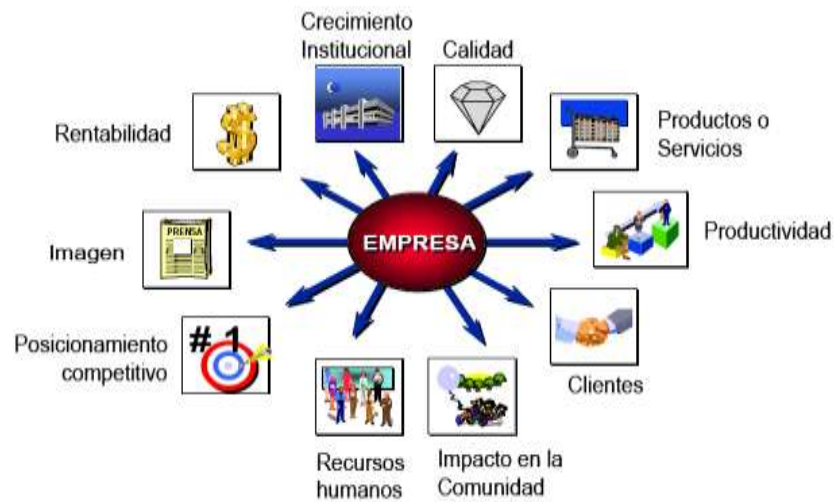 Crecimiento
Institucional
Calidad
Rentabilidad
Productos o
Servicios
PRENSA
Imagen
EMPRESA
Productividad
# 1
Posicionamiento
competitivo
Clientes
Recursos
humanos
Impacto en la
Comunidad